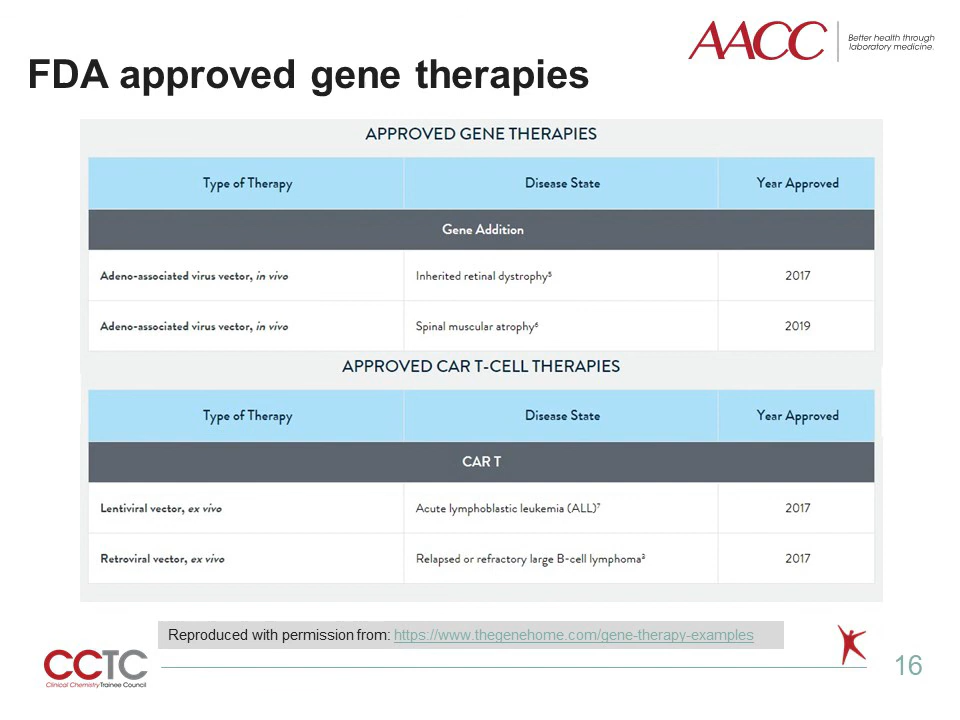 AACC
Better health through
laboratory medicine.
FDA approved gene therapies
APPROVED GENE THERAPIES
Type of Therapy Disease State Year Approved
Gene Addition
Adeno-associated virus vector, in vivo Inherited retinal dystrophy⁵ 2017
Adeno-associated virus vector, in vivo Spinal muscular atrophy⁶ 2019
APPROVED CAR T-CELL THERAPIES
Type of Therapy Disease State Year Approved
CAR T
Lentiviral vector, ex vivo Acute lymphoblastic leukemia (ALL)⁷ 2017
Retroviral vector, ex vivo Relapsed or refractory large B-cell lymphoma³ 2017
Reproduced with permission from: https://www.thegenehome.com/gene-therapy-examples
CCTC
Clinical Chemistry Trainee Council
16